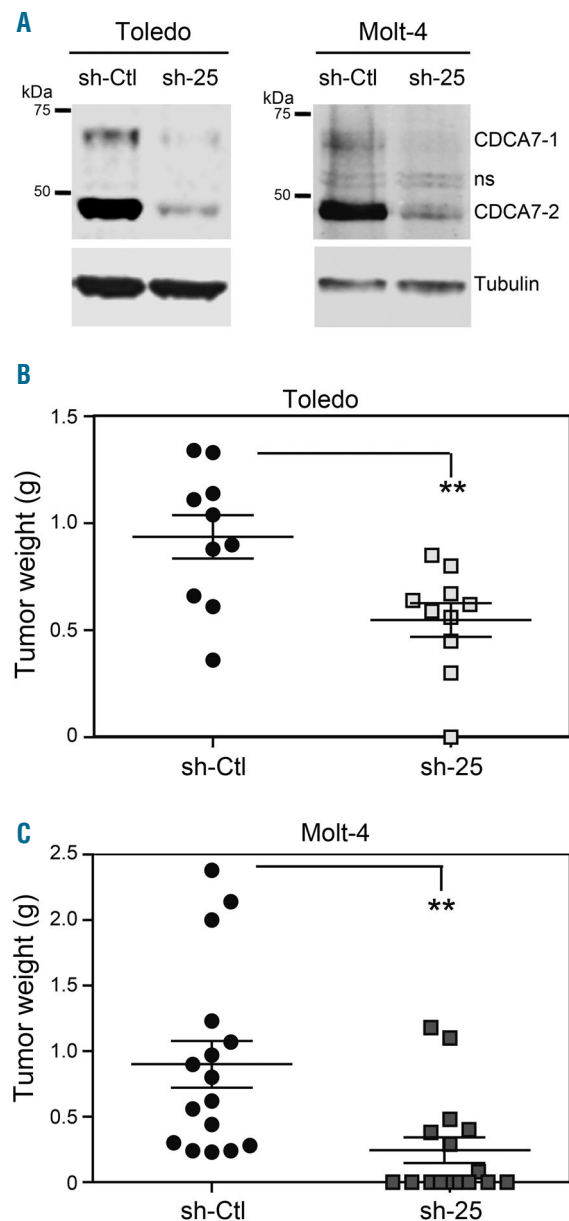 A
Toledo
Molt-4
sh-Ctl sh-25
sh-Ctl sh-25
kDa
75
50
kDa
75
50
CDCA7-1
ns
CDCA7-2
Tubulin
B
Toledo
Tumor weight (g)
1.5
1.0
0.5
0
**
sh-Ctl
sh-25
C
Molt-4
Tumor weight (g)
2.5
2.0
1.5
1.0
0.5
0
**
sh-Ctl
sh-25